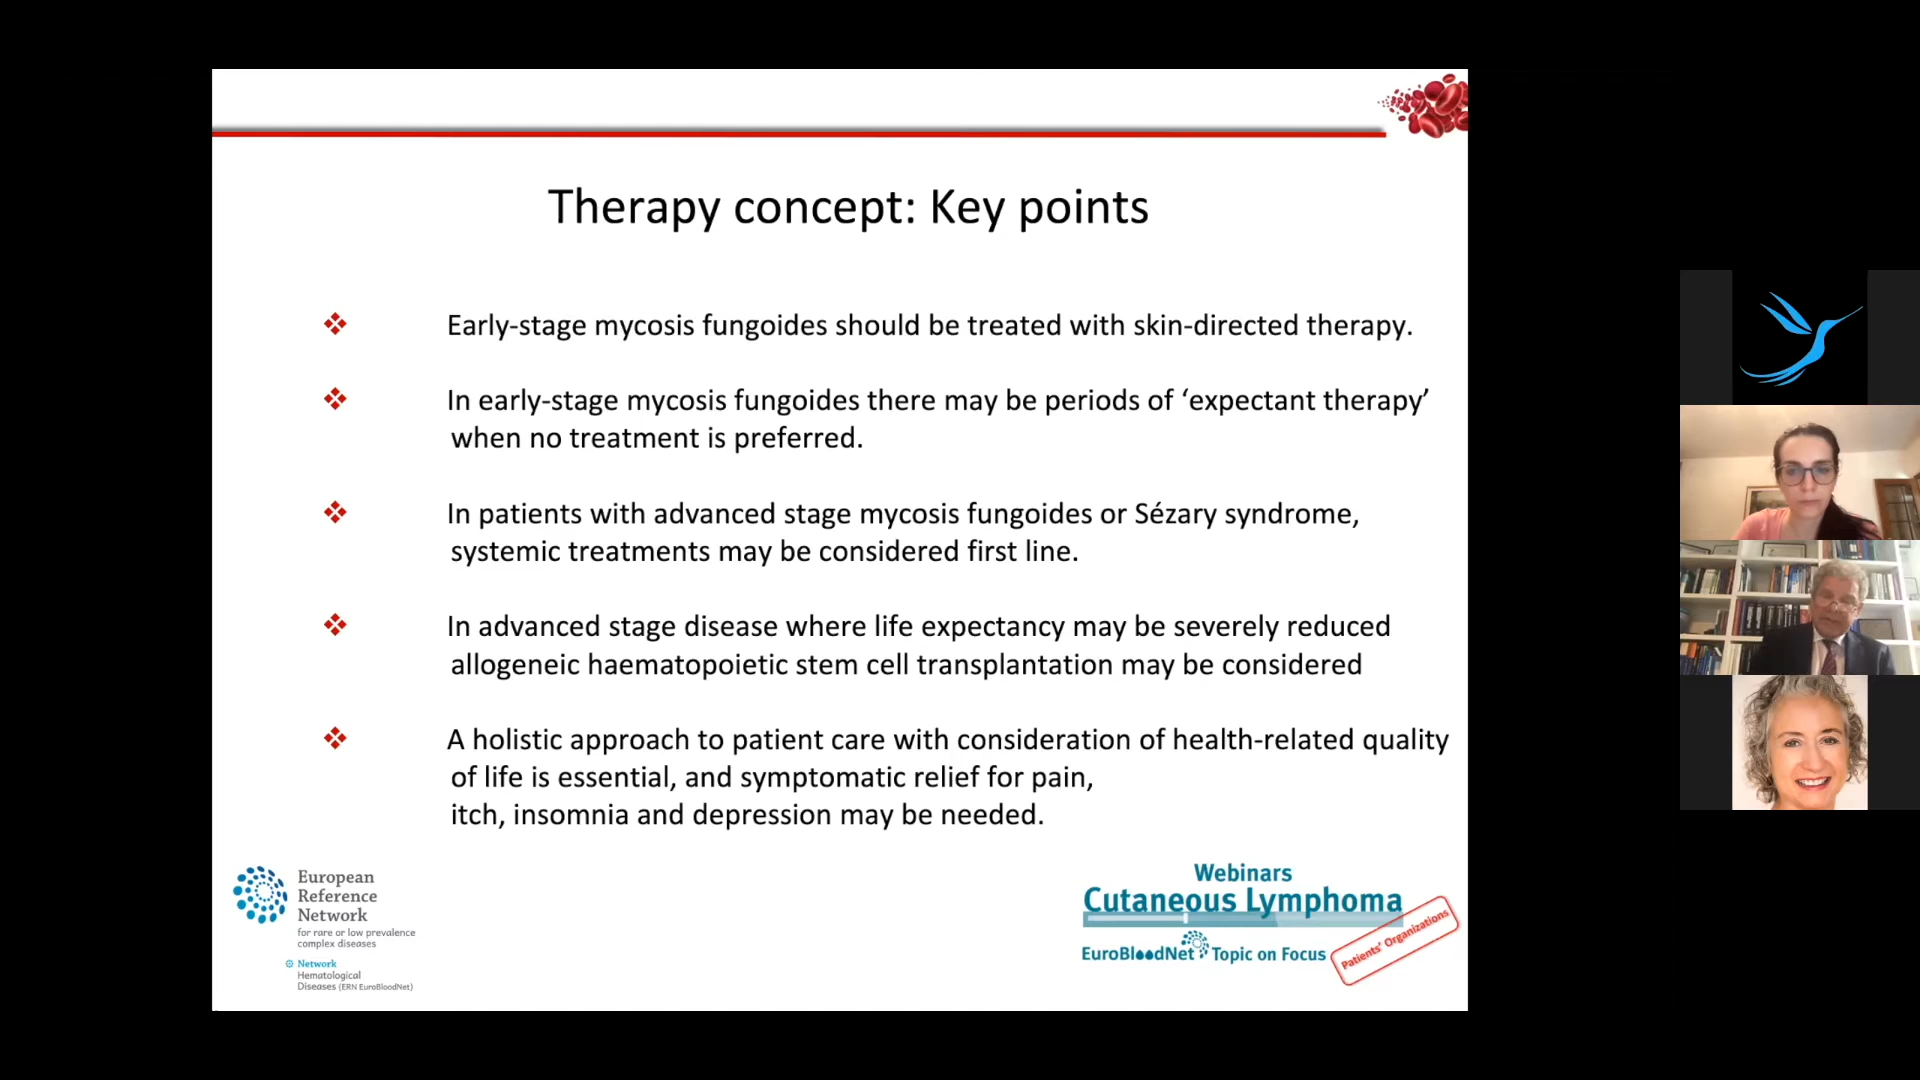 Therapy concept: Key points
Early-stage mycosis fungoides should be treated with skin-directed therapy.
In early-stage mycosis fungoides there may be periods of ‘expectant therapy’
when no treatment is preferred.
In patients with advanced stage mycosis fungoides or Sézary syndrome,
systemic treatments may be considered first line.
In advanced stage disease where life expectancy may be severely reduced
allogeneic haematopoietic stem cell transplantation may be considered
A holistic approach to patient care with consideration of health-related quality
of life is essential, and symptomatic relief for pain,
itch, insomnia and depression may be needed.
European
Reference
Network
for rare or low prevalence
complex diseases
Network
Hematological
Diseases (ERN EuroBloodNet)
Webinars
Cutaneous Lymphoma
EuroBloodNet Topic on Focus
Patients' Organizations